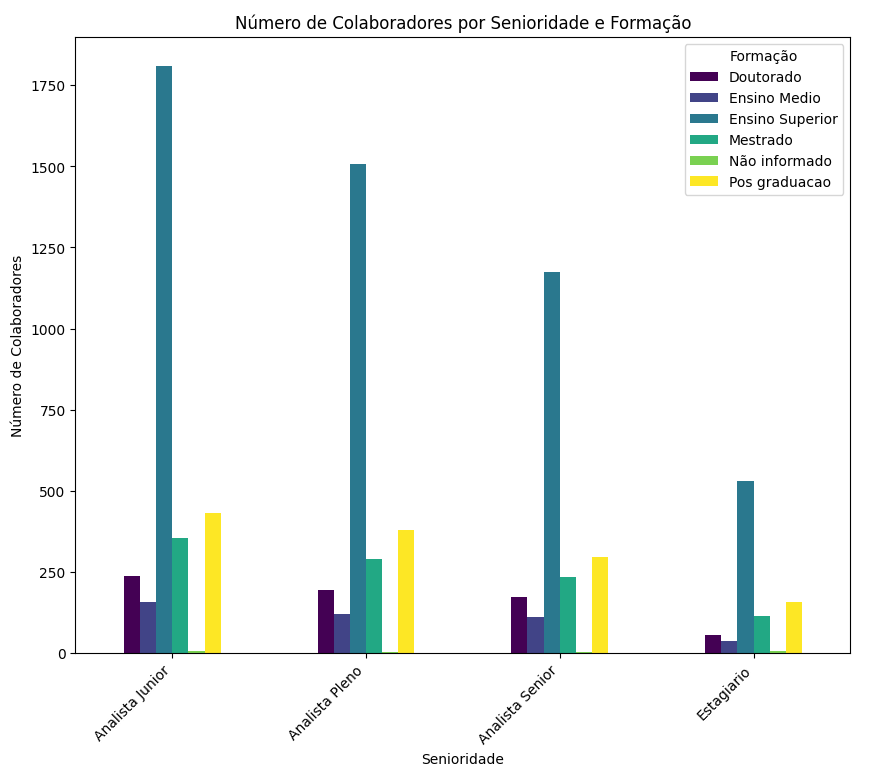 Número de Colaboradores por Senioridade e Formação
Formação
Doutorado
Ensino Medio
Ensino Superior
Mestrado
Não informado
Pos graduacao
Número de Colaboradores
1750
1500
1250
1000
750
500
250
0
Analista Junior
Analista Pleno
Analista Senior
Estagiario
Senioridade